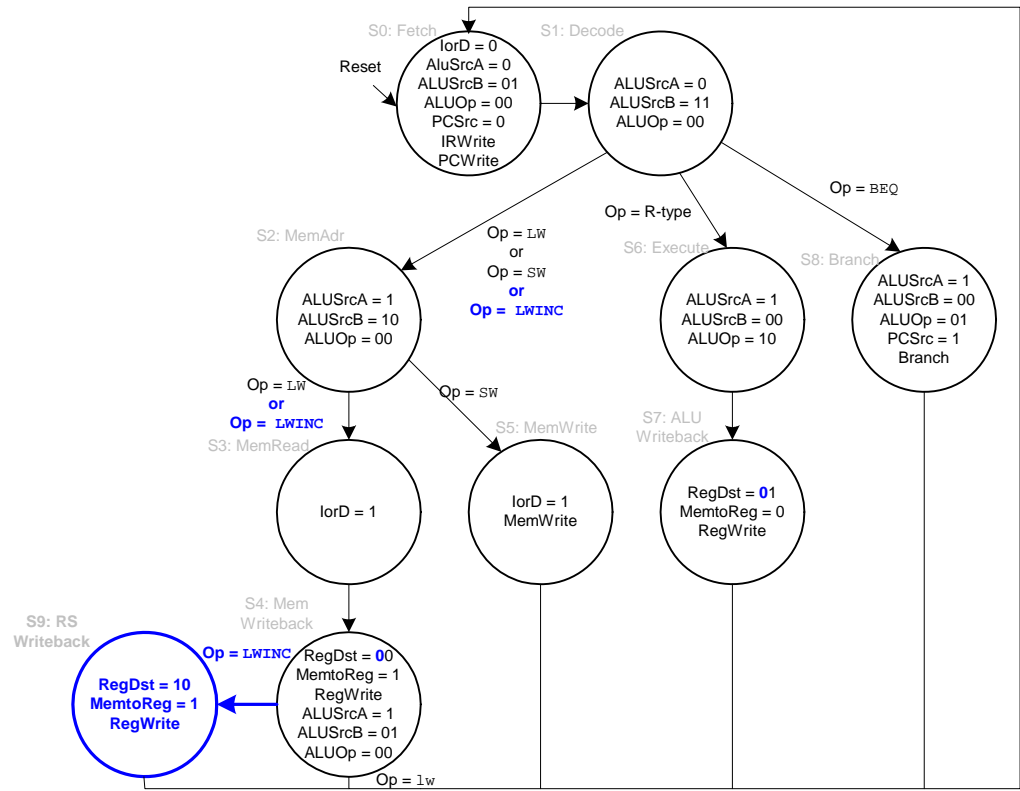 S0: Fetch
IorD = 0
AluSrcA = 0
ALUSrcB = 01
ALUOp = 00
PCSrc = 0
IRWrite
PCWrite
Reset
S1: Decode
ALUSrcA = 0
ALUSrcB = 11
ALUOp = 00
Op = BEQ
Op = R-type
Op = LW
or
Op = SW
or
Op = LWINC
S2: MemAdr
ALUSrcA = 1
ALUSrcB = 10
ALUOp = 00
S6: Execute
ALUSrcA = 1
ALUSrcB = 00
ALUOp = 10
S8: Branch
ALUSrcA = 1
ALUSrcB = 00
ALUOp = 01
PCSrc = 1
Branch
Op = LW
or
Op = LWINC
Op = SW
S3: MemRead
IorD = 1
S5: MemWrite
IorD = 1
MemWrite
S7: ALU
Writeback
RegDst = 01
MemtoReg = 0
RegWrite
S4: Mem
Writeback
RegDst = 00
MemtoReg = 1
RegWrite
ALUSrcA = 1
ALUSrcB = 01
ALUOp = 00
Op = LWINC
S9: RS
Writeback
RegDst = 10
MemtoReg = 1
RegWrite
Op = lw